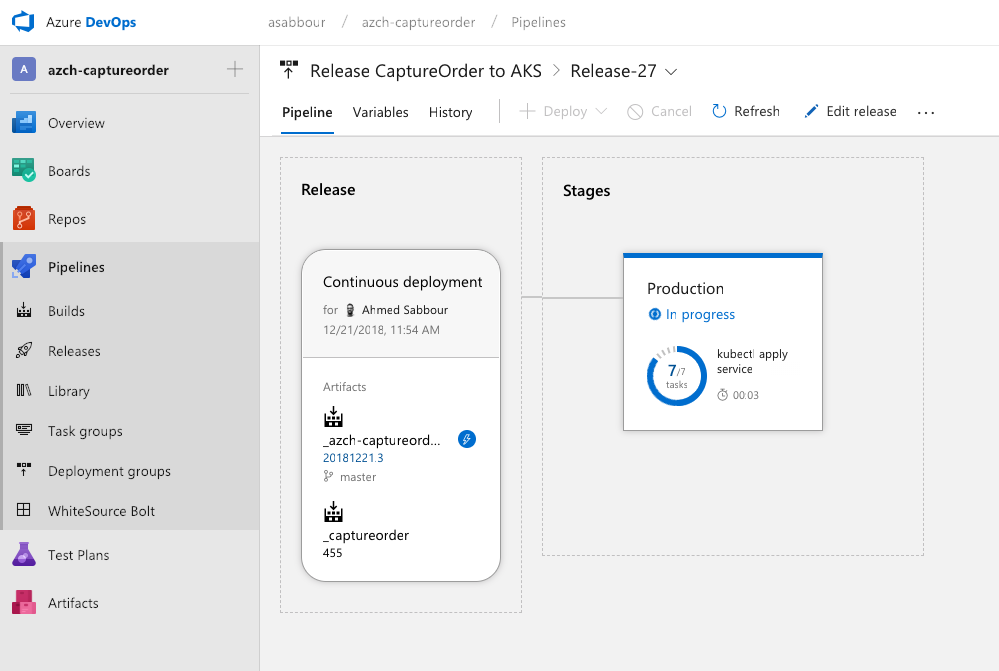 Azure DevOps
asabbour / azch-captureorder / Pipelines
A azch-captureorder
Overview
Boards
Repos
Pipelines
Builds
Releases
Library
Task groups
Deployment groups
WhiteSource Bolt
Test Plans
Artifacts
Release CaptureOrder to AKS > Release-27
Pipeline Variables History Deploy Cancel Refresh Edit release ...
Release
Continuous deployment
for Ahmed Sabbour
12/21/2018, 11:54 AM
Artifacts
_azch-captureord...
20181221.3
master
_captureorder
455
Stages
Production
In progress
7/7
tasks
kubectl apply
service
00:03